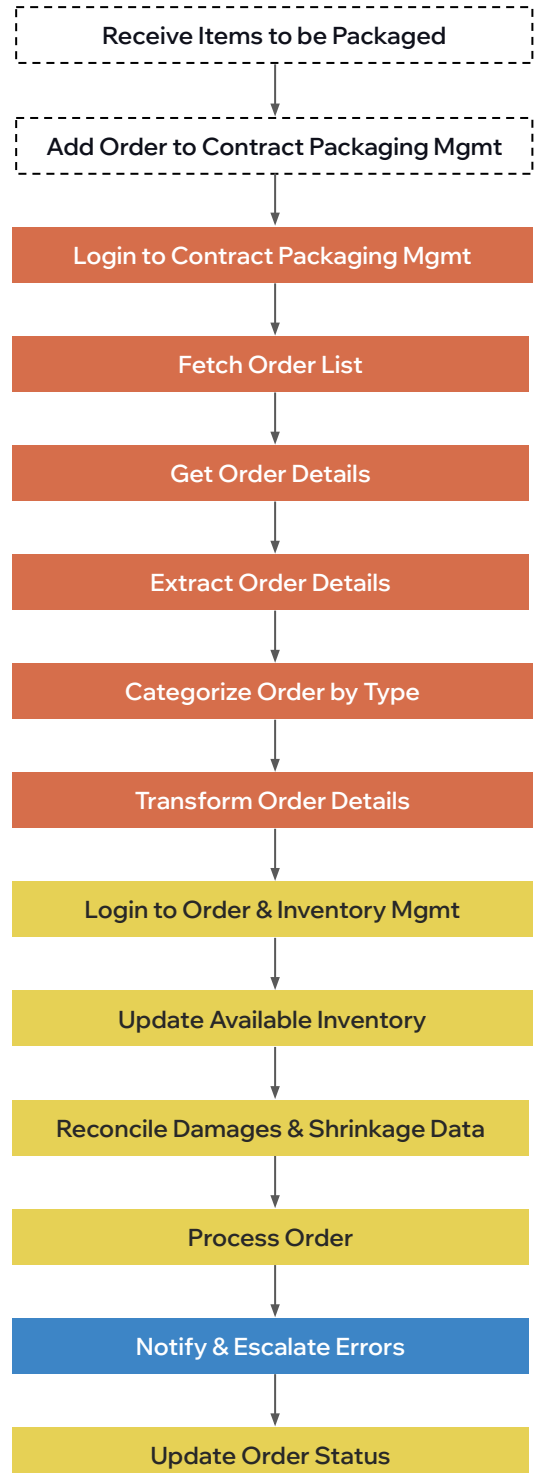 Receive Items to be Packaged
Add Order to Contract Packaging Mgmt
Login to Contract Packaging Mgmt
Fetch Order List
Get Order Details
Extract Order Details
Categorize Order by Type
Transform Order Details
Login to Order & Inventory Mgmt
Update Available Inventory
Reconcile Damages & Shrinkage Data
Process Order
Notify & Escalate Errors
Update Order Status